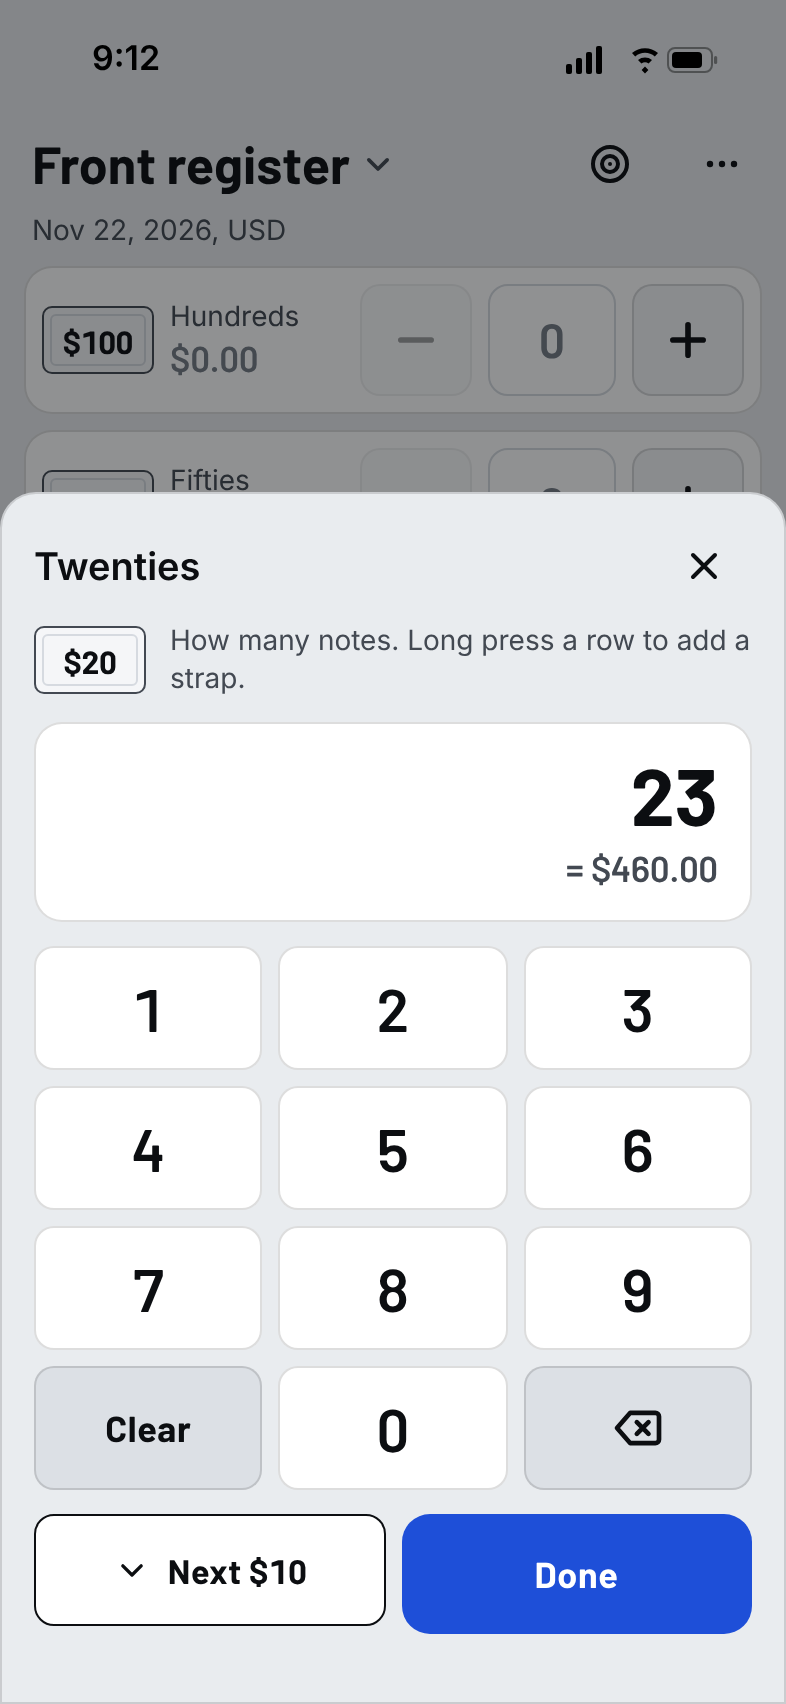 9:12
Front register
Nov 22, 2026, USD
$100
Hundreds
$0.00
0
Fifties
Twenties
$20
How many notes. Long press a row to add a
strap.
23
= $460.00
1 2 3
4 5 6
7 8 9
Clear 0
Next $10
Done